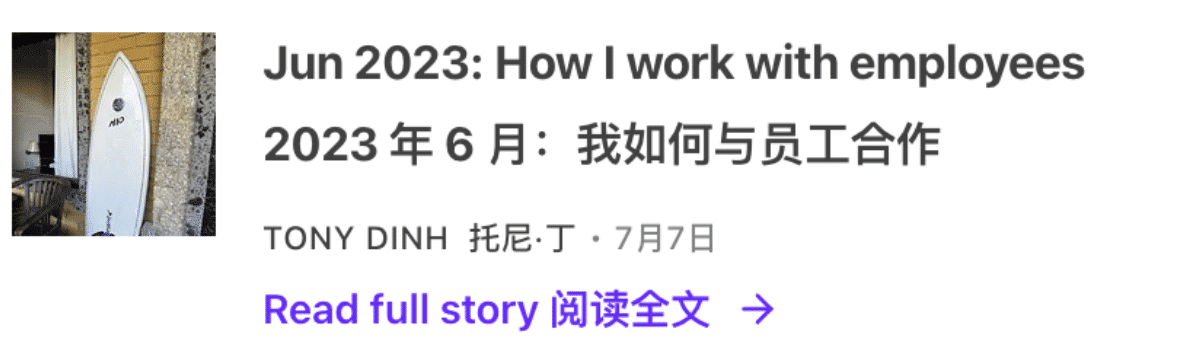 Jun 2023: How I work with employees
2023 年 6 月：我如何与员工合作
TONY DINH 托尼·丁 · 7月7日
Read full story 阅读全文 →